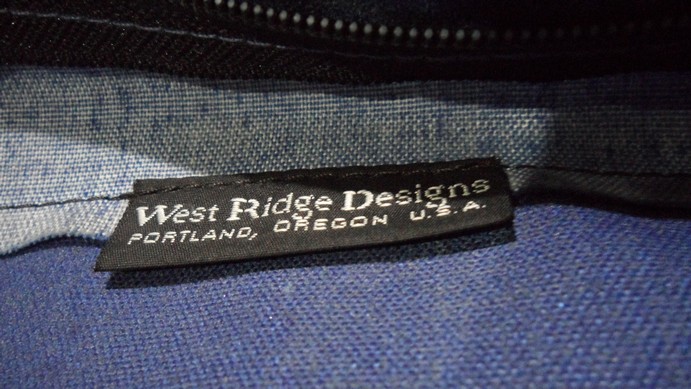 West Ridge Designs
PORTLAND, OREGON U.S.A.